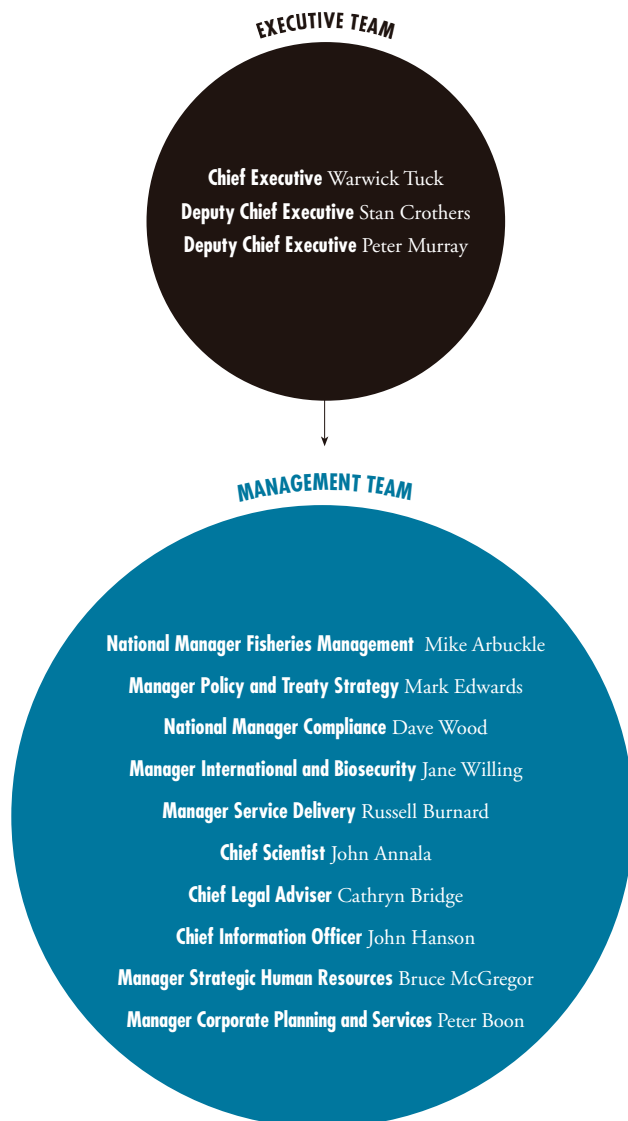 EXECUTIVE TEAM
Chief Executive Warwick Tuck
Deputy Chief Executive Stan Crothers
Deputy Chief Executive Peter Murray
MANAGEMENT TEAM
National Manager Fisheries Management Mike Arbuckle
Manager Policy and Treaty Strategy Mark Edwards
National Manager Compliance Dave Wood
Manager International and Biosecurity Jane Willing
Manager Service Delivery Russell Burnard
Chief Scientist John Annala
Chief Legal Adviser Cathryn Bridge
Chief Information Officer John Hanson
Manager Strategic Human Resources Bruce McGregor
Manager Corporate Planning and Services Peter Boon